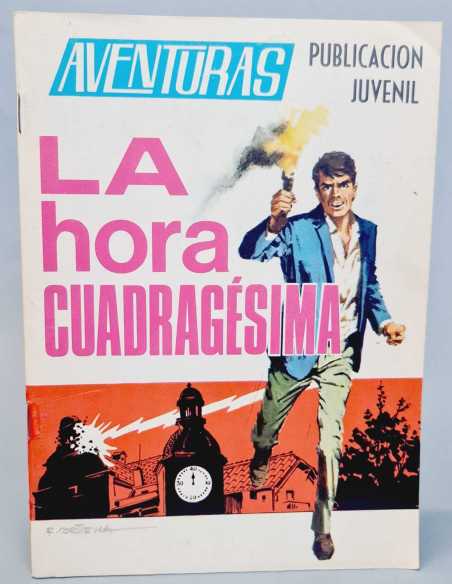 AVENTURAS
PUBLICACION
JUVENIL
LA
hora
CUADRAGÉSIMA